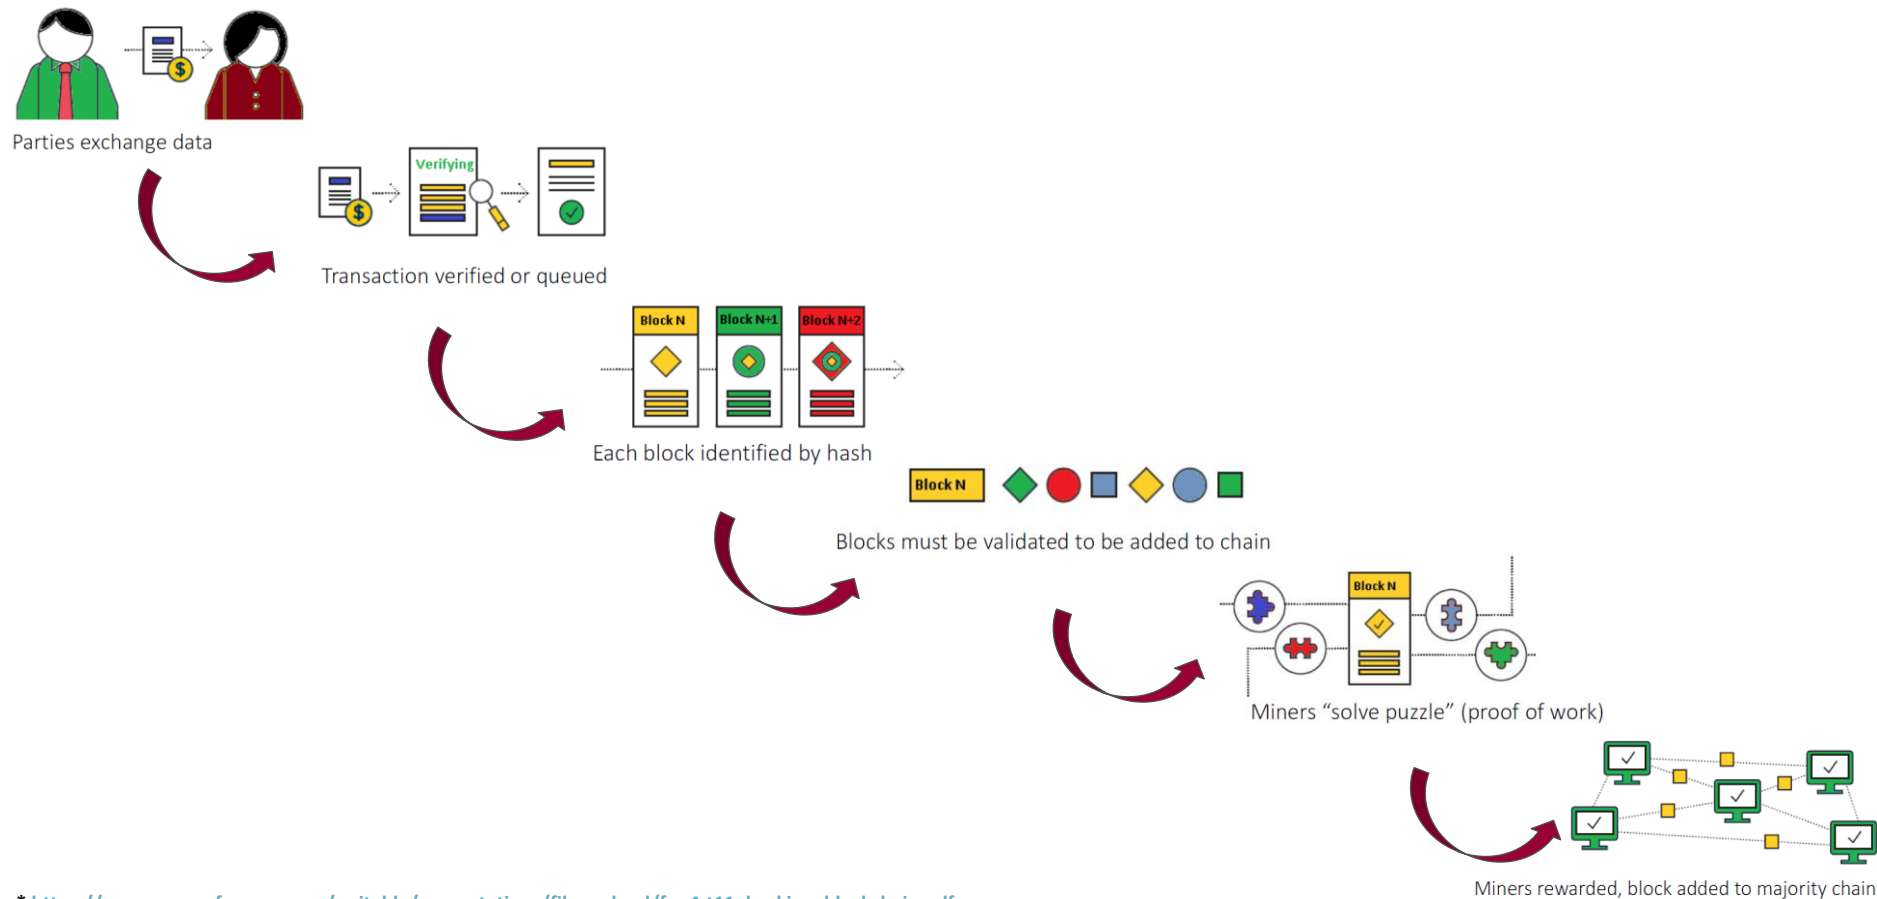 $
Parties exchange data
Verifying
$
Transaction verified or queued
Block N
Block N+1
Block N+2
Each block identified by hash
Block N
Blocks must be validated to be added to chain
Block N
Miners “solve puzzle” (proof of work)
Miners rewarded, block added to majority chain
*